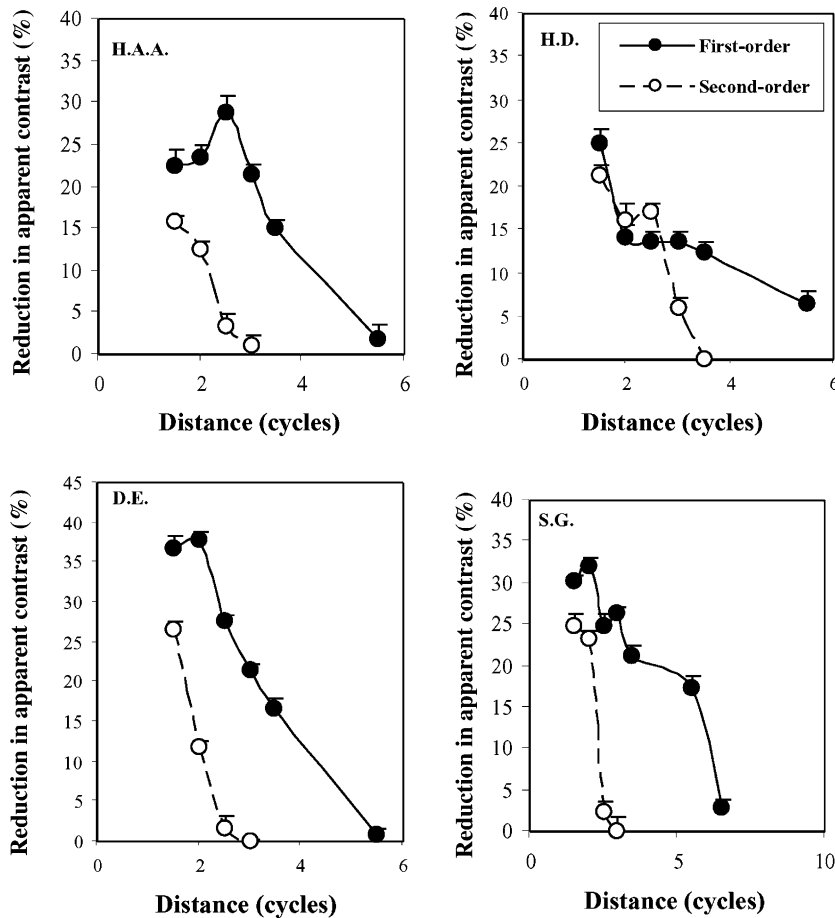 Reduction in apparent contrast (%)
40
35
30
25
20
15
10
5
0
H.A.A.
0 2 4 6
Distance (cycles)
Reduction in apparent contrast (%)
40
35
30
25
20
15
10
5
0
H.D.
First-order
Second-order
0 2 4 6
Distance (cycles)
Reduction in apparent contrast (%)
45
40
35
30
25
20
15
10
5
0
D.E.
0 2 4 6
Distance (cycles)
Reduction in apparent contrast (%)
40
35
30
25
20
15
10
5
0
S.G.
0 5 10
Distance (cycles)